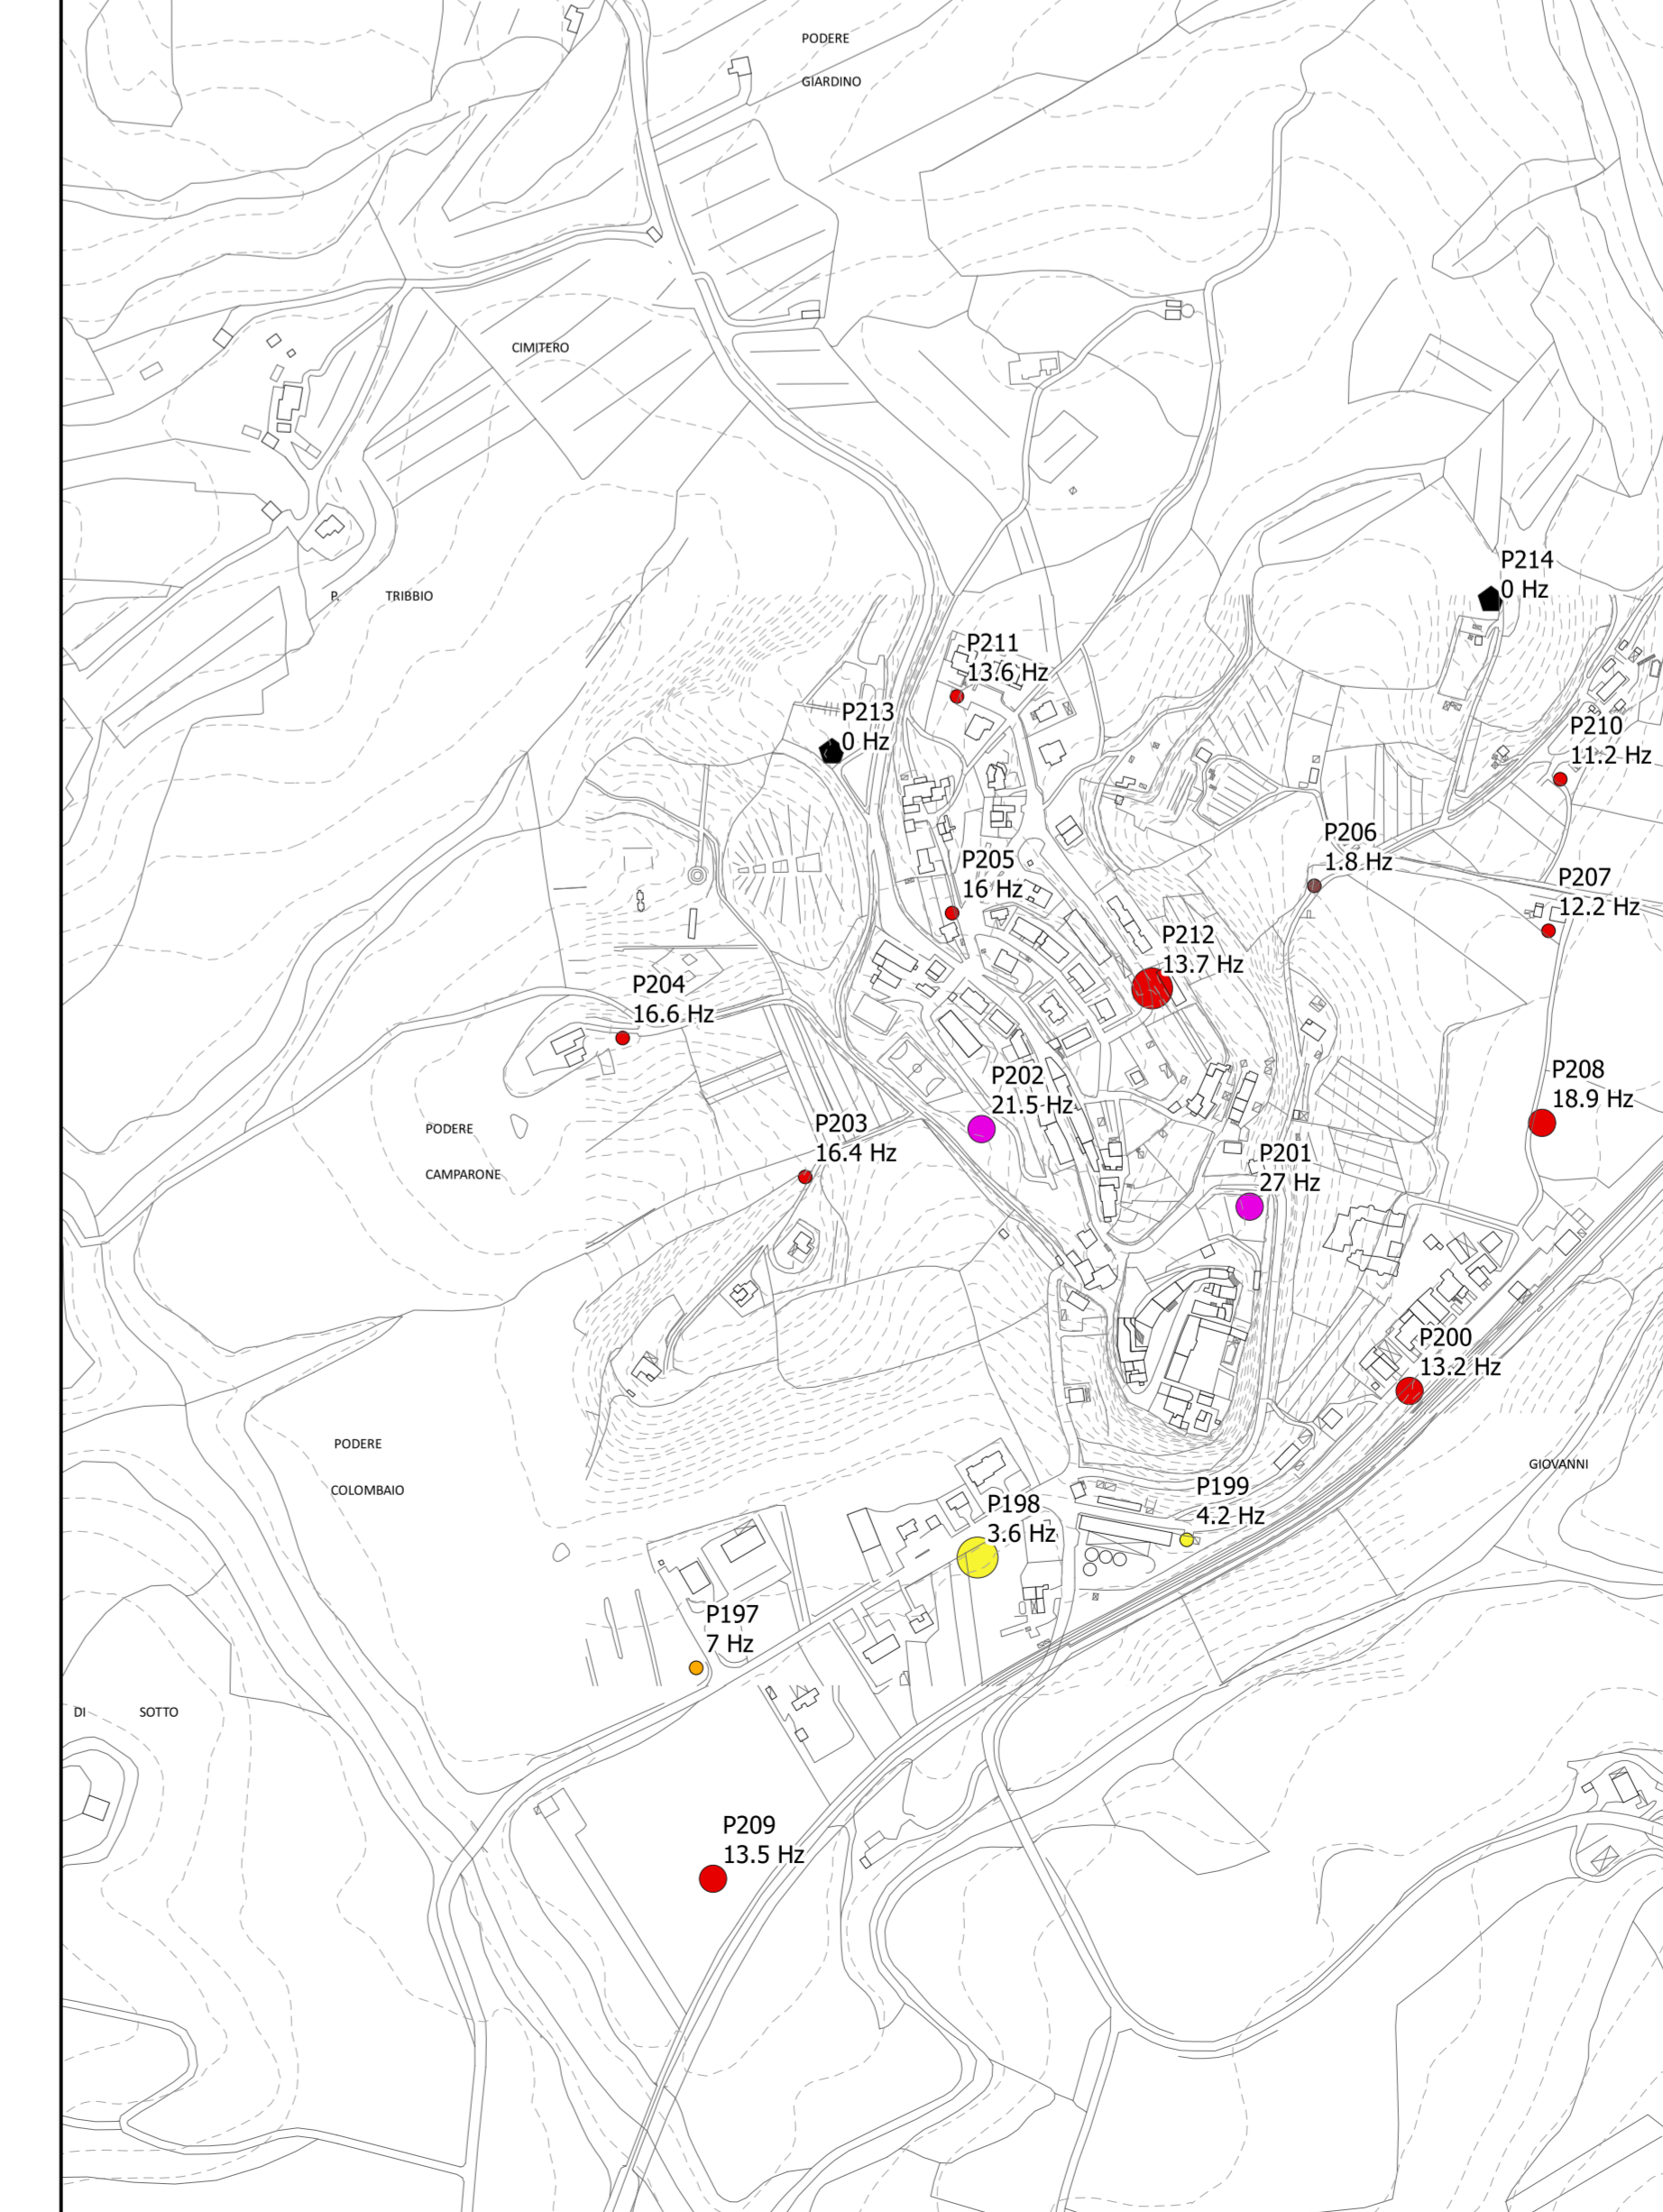 PODERE
GIARDINO
CIMITERO
P214
0 Hz
P. TRIBBIO
P211
13.6 Hz
P213
0 Hz
P210
11.2 Hz
P206
1.8 Hz
P205
16 Hz
P207
12.2 Hz
P212
13.7 Hz
P204
16.6 Hz
P202
21.5 Hz
P208
18.9 Hz
PODERE
CAMPARONE
P203
16.4 Hz
P201
27 Hz
P200
13.2 Hz
PODERE
COLOMBAIO
GIOVANNI
P199
4.2 Hz
P198
3.6 Hz
P197
7 Hz
DI SOTTO
P209
13.5 Hz